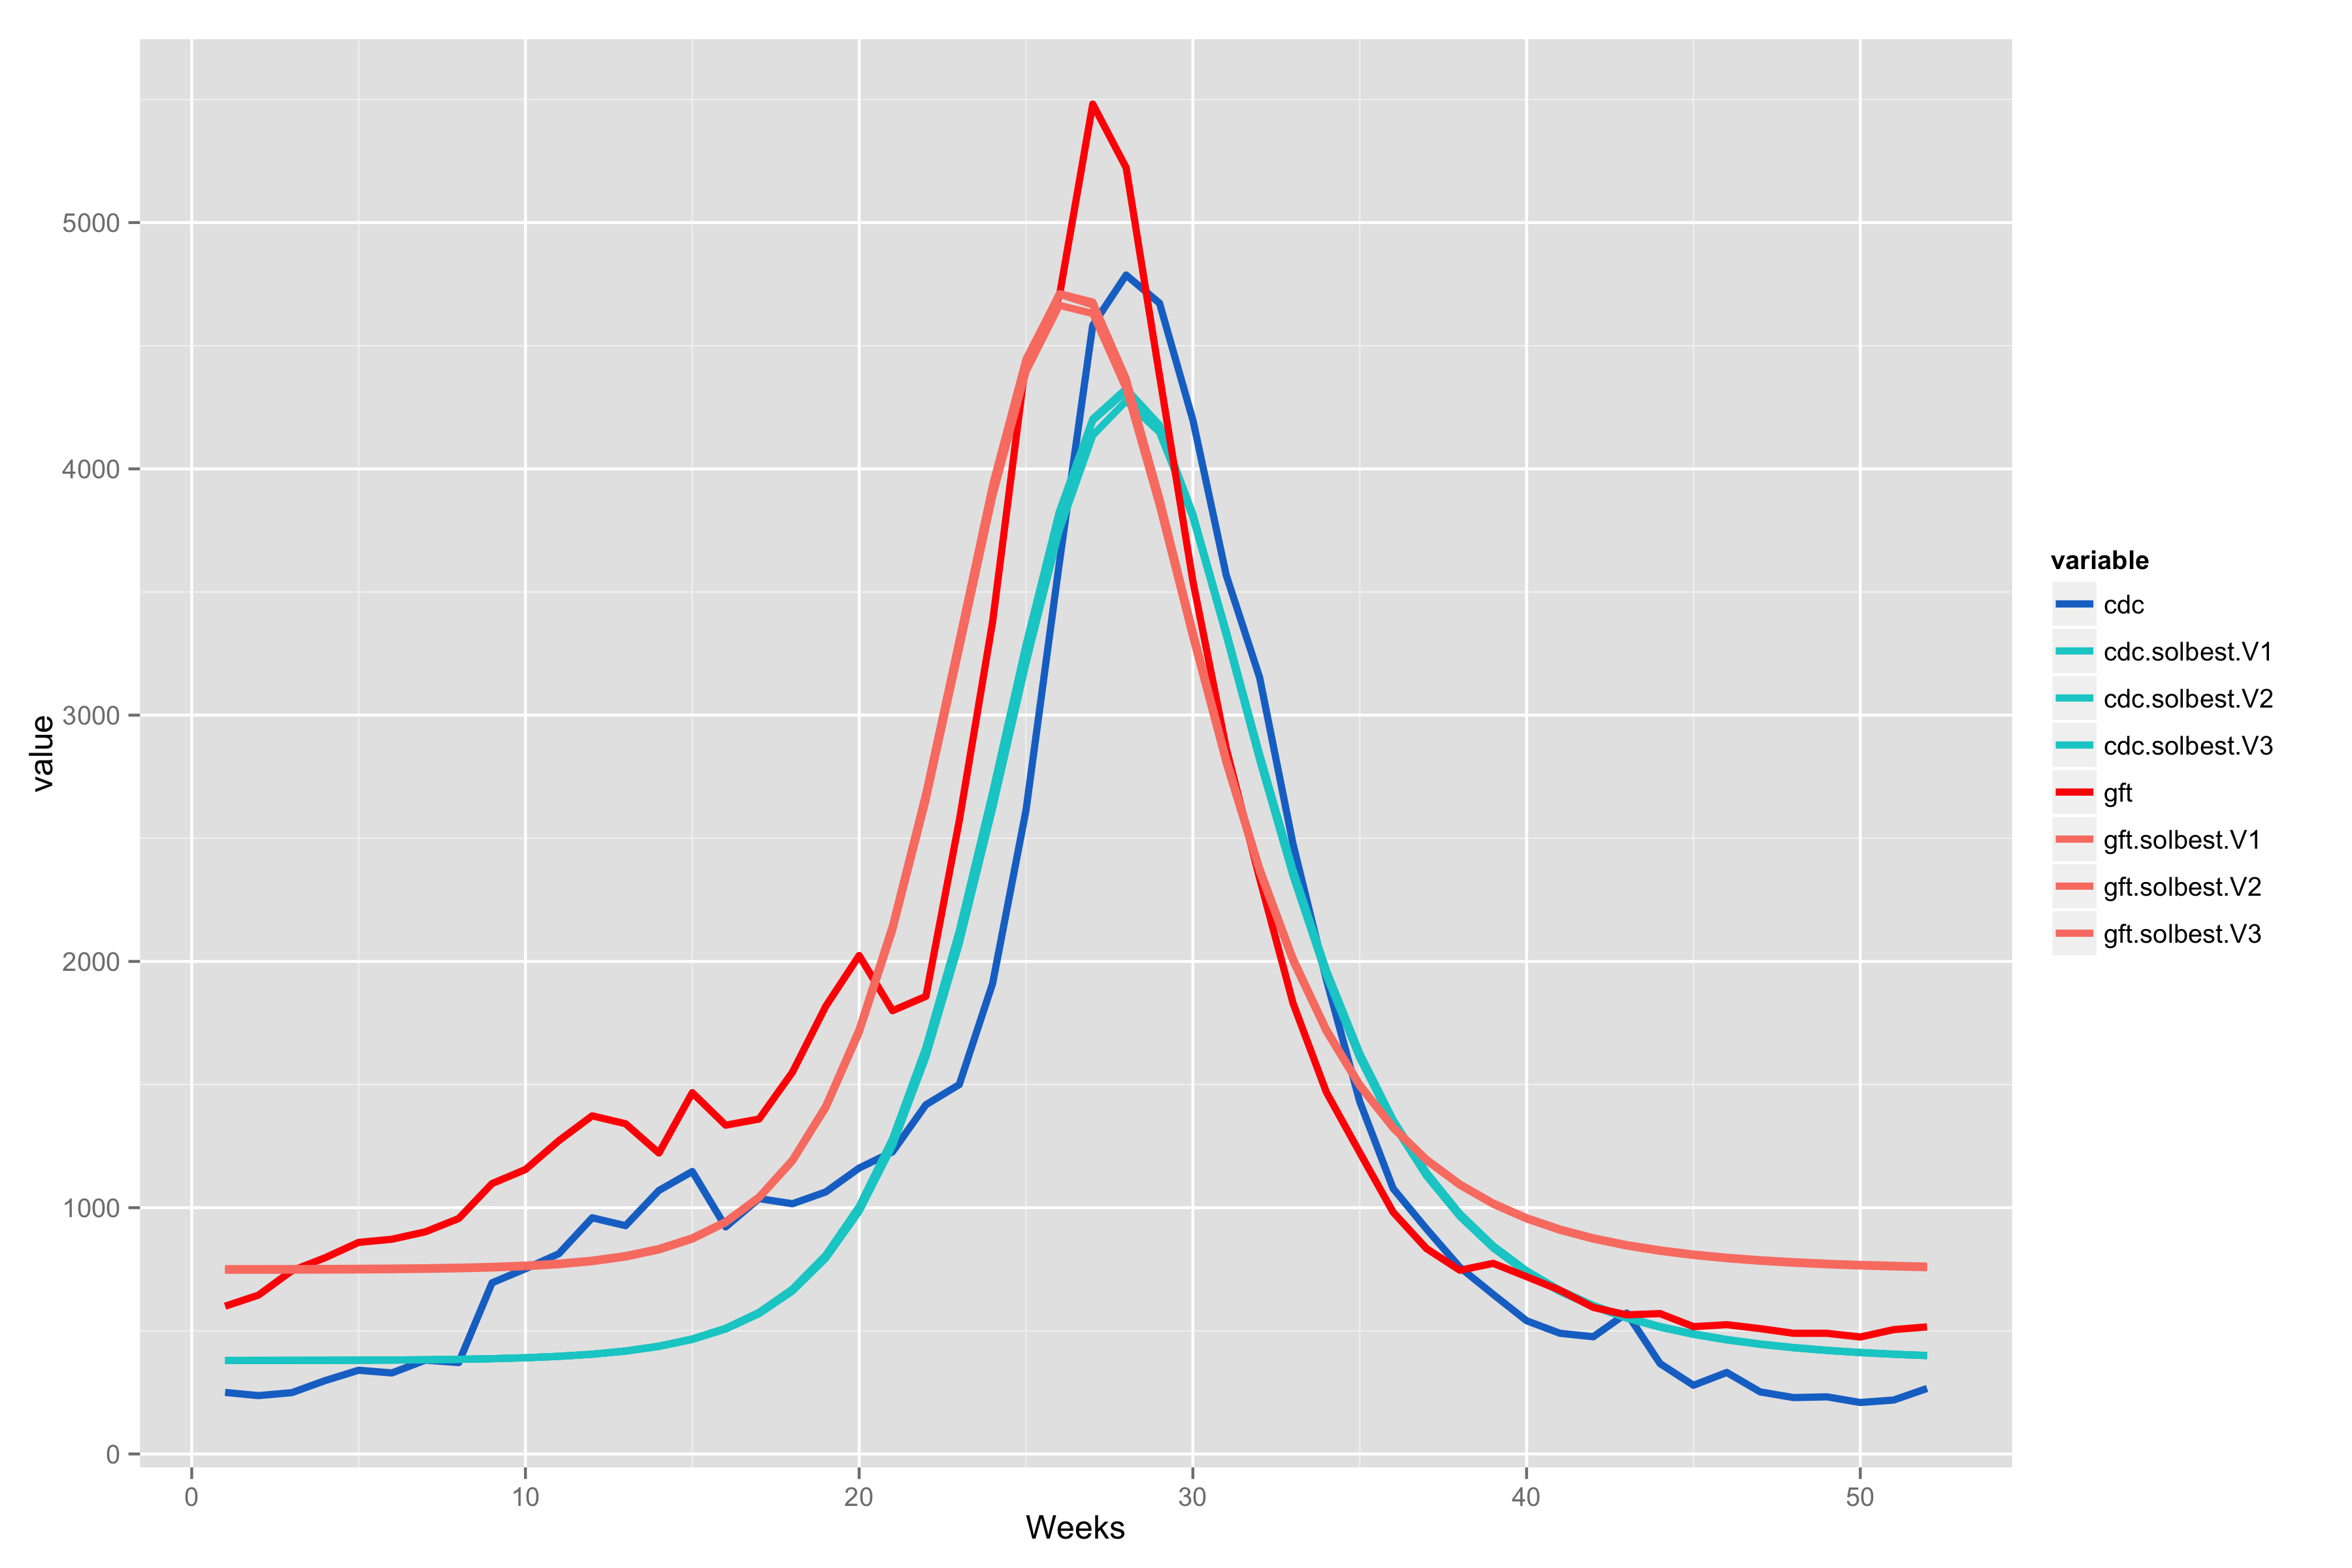 value
5000
4000
3000
2000
1000
0
0 10 20 30 40 50
Weeks
variable
cdc
cdc.solbest.V1
cdc.solbest.V2
cdc.solbest.V3
gft
gft.solbest.V1
gft.solbest.V2
gft.solbest.V3